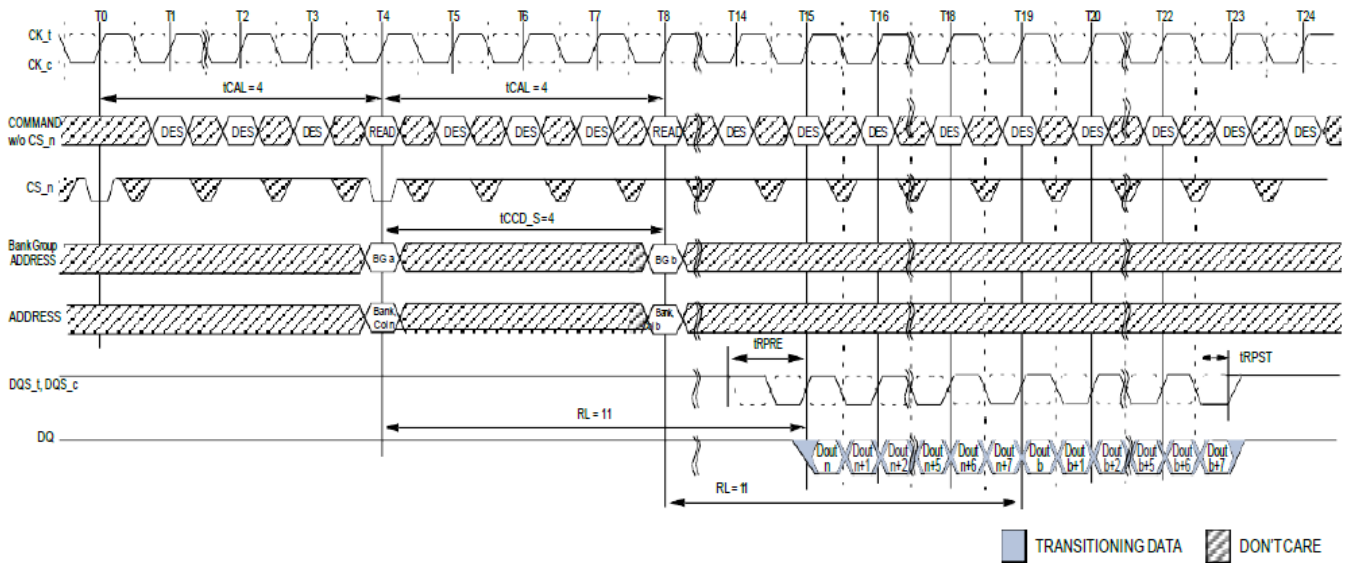 T0 T1 T2 T3 T4 T5 T6 T7 T8 T14 T15 T16 T18 T19 T20 T22 T23 T24
CK_t
CK_c
tCAL = 4 tCAL = 4
COMMAND
w/o CS_n
DES DES DES READ DES DES DES READ DES DES DES DES DES DES DES DES DES
CS_n
tCCD_S=4
Bank Group
ADDRESS
BG a BG b
ADDRESS
Bank, Bank,
Col n
tRPRE tRPST
DQS_t, DQS_c
RL = 11
DQ
Dout Dout Dout Dout Dout Dout Dout Dout Dout Dout Dout Dout
n n+1 n+2 n+5 n+6 n+7 b b+1 b+2 b+5 b+6 b+7
RL = 11
TRANSITIONING DATA DON'T CARE